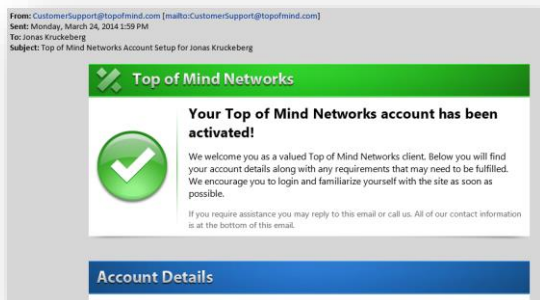 From: CustomerSupport@topofmind.com [mailto:CustomerSupport@topofmind.com]
Sent: Monday, March 24, 2014 1:59 PM
To: Jonas Kruckeberg
Subject: Top of Mind Networks Account Setup for Jonas Kruckeberg
Top of Mind Networks
Your Top of Mind Networks account has been
activated!
We welcome you as a valued Top of Mind Networks client. Below you will find
your account details along with any requirements that may need to be fulfilled.
We encourage you to login and familiarize yourself with the site as soon as
possible.
If you require assistance you may reply to this email or call us. All of our contact information
is at the bottom of this email.
Account Details